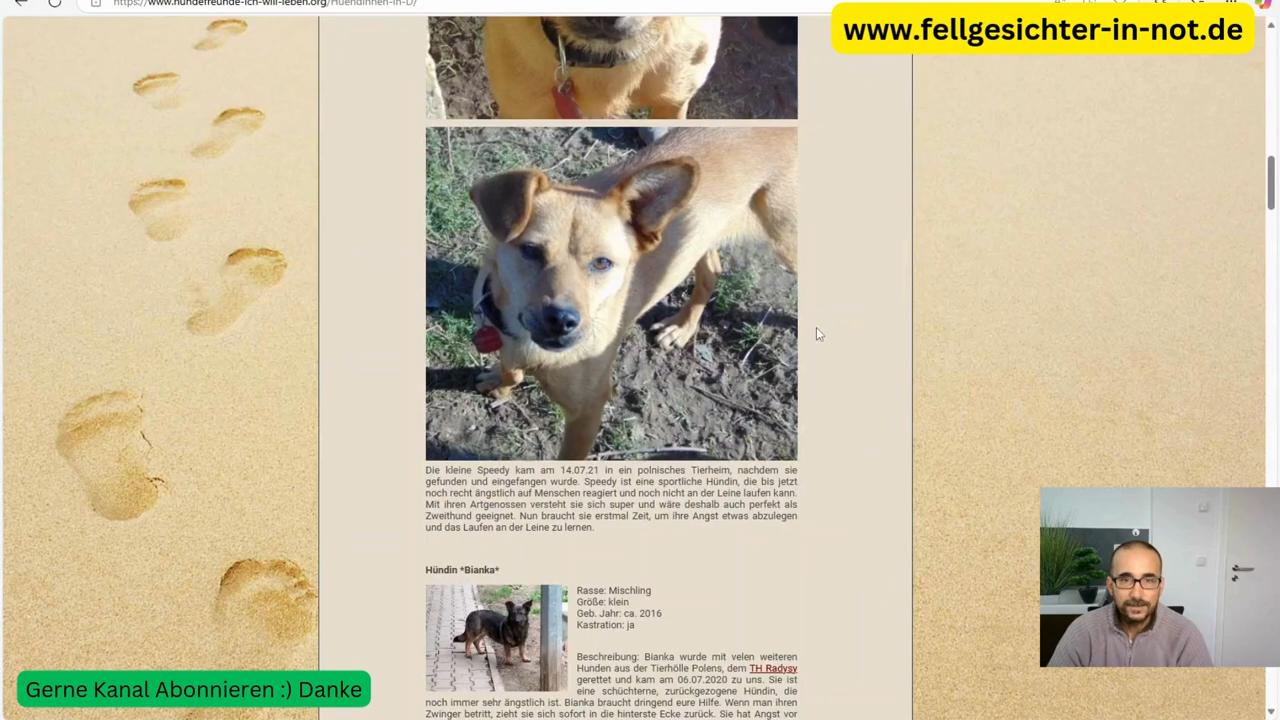 https://www.hundefreunde-ich-will-leben.org/Huendinnen-in-D/
www.fellgesichter-in-not.de
Die kleine Speedy kam am 14.07.21 in ein polnisches Tierheim, nachdem sie
gefunden und eingefangen wurde. Speedy ist eine sportliche Hündin, die bis jetzt
noch recht ängstlich auf Menschen reagiert und noch nicht an der Leine laufen kann.
Mit ihren Artgenossen versteht sie sich super und wäre deshalb auch perfekt als
Zweithund geeignet. Nun braucht sie erstmal Zeit, um ihre Angst etwas abzulegen
und das Laufen an der Leine zu lernen.
Hündin *Bianka*
Rasse: Mischling
Größe: klein
Geb. Jahr: ca. 2016
Kastration: ja
Beschreibung: Bianka wurde mit velen weiteren
Hunden aus der Tierhölle Polens, dem TH Radysy
gerettet und kam am 06.07.2020 zu uns. Sie ist
eine schüchterne, zurückgezogene Hündin, die
noch immer sehr ängstlich ist. Bianka braucht dringend eure Hilfe. Wenn man ihren
Zwinger betritt, zieht sie sich sofort in die hinterste Ecke zurück. Sie hat Angst vor
Gerne Kanal Abonnieren :) Danke